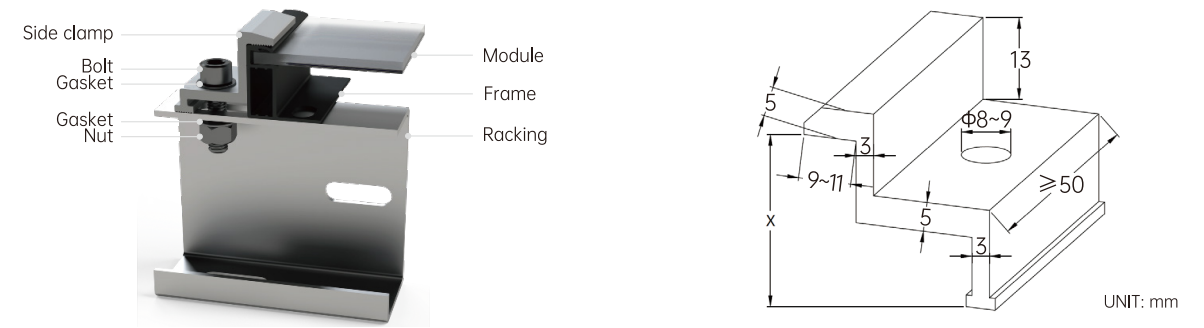 Side clamp
Bolt
Gasket
Gasket
Nut
Module
Frame
Racking
13
5
Φ8~9
3
9~11
≥50
5
x
3
UNIT: mm